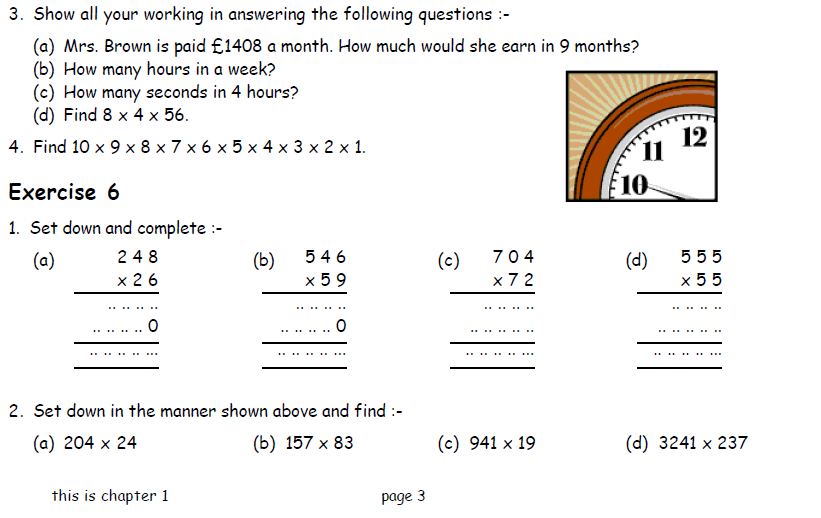 3. Show all your working in answering the following questions :-
(a) Mrs. Brown is paid £1408 a month. How much would she earn in 9 months?
(b) How many hours in a week?
(c) How many seconds in 4 hours?
(d) Find 8 x 4 x 56.
4. Find 10 x 9 x 8 x 7 x 6 x 5 x 4 x 3 x 2 x 1.
12
11
10
Exercise 6
1. Set down and complete :-
(a) 2 4 8 (b) 5 4 6 (c) 7 0 4 (d) 5 5 5
x 2 6 x 5 9 x 7 2 x 5 5
.. .. .. .. .. .. .. .. .. .. .. .. .. .. .. ..
.. .. .. .. 0 .. .. .. .. 0 .. .. .. .. .. .. .. .. .. ..
.. .. .. .. ... .. .. .. .. ... .. .. .. .. ... .. .. .. .. ...
2. Set down in the manner shown above and find :-
(a) 204 x 24 (b) 157 x 83 (c) 941 x 19 (d) 3241 x 237
this is chapter 1 page 3